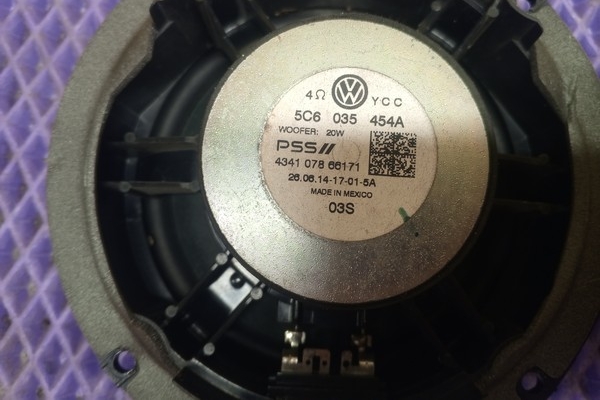 4Ω VW YCC
5C6 035 454A
WOOFER: 20W
PSS//
4341 078 66171
26.06.14-17-01-5A
MADE IN MEXICO
03S